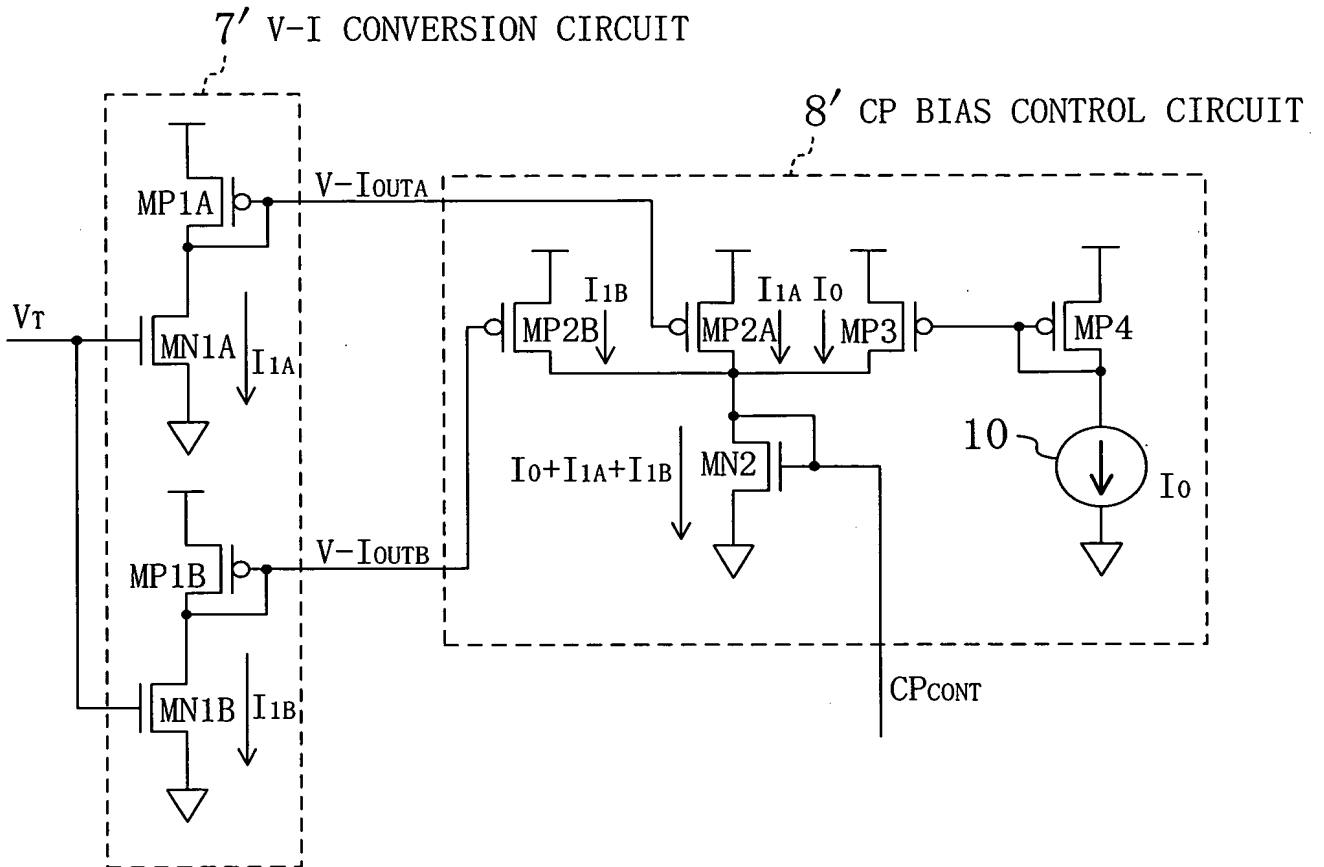 7′ V-I CONVERSION CIRCUIT
8′ CP BIAS CONTROL CIRCUIT
MP1A
V-IOUTA
VT
MN1A
I1A
I1B
MP2B
I1A
I0
MP2A
MP3
MP4
I0+I1A+I1B
MN2
10
I0
MP1B
V-IOUTB
MN1B
I1B
CPCONT